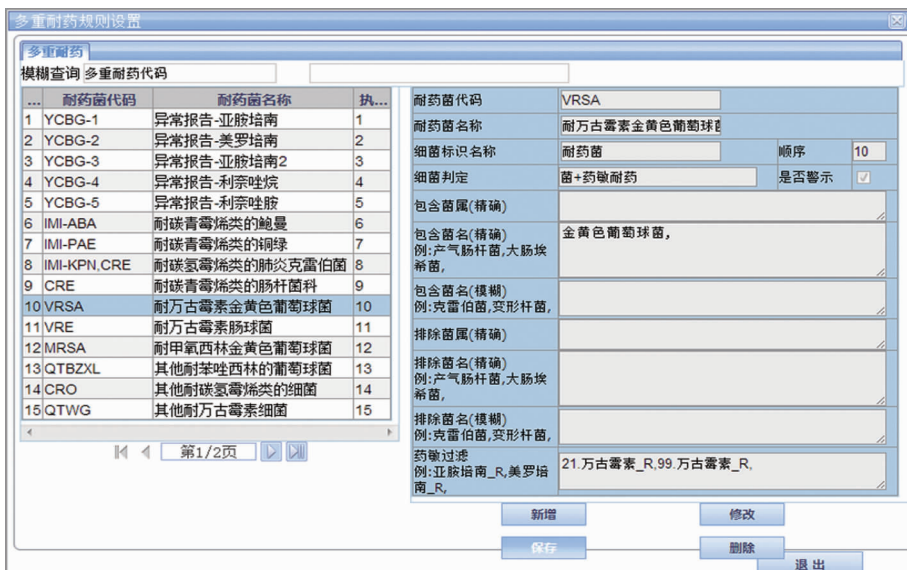 多重耐药规则设置
多重耐药
模糊查询 多重耐药代码
... 耐药菌代码 耐药菌名称 执...
1 YCBG-1 异常报告-亚胺培南 1
2 YCBG-2 异常报告-美罗培南 2
3 YCBG-3 异常报告-亚胺培南2 3
4 YCBG-4 异常报告-利奈唑烷 4
5 YCBG-5 异常报告-利奈唑胺 5
6 IMI-ABA 耐碳青霉烯类的鲍曼 6
7 IMI-PAE 耐碳青霉烯类的铜绿 7
8 IMI-KPN,CRE 耐碳氢霉烯类的肺炎克雷伯菌 8
9 CRE 耐碳青霉烯类的肠杆菌科 9
10 VRSA 耐万古霉素金黄色葡萄球菌 10
11 VRE 耐万古霉素肠球菌 11
12 MRSA 耐甲氧西林金黄色葡萄球菌 12
13 QTBZXL 其他耐苯唑西林的葡萄球菌 13
14 CRO 其他耐碳氢霉烯类的细菌 14
15 QTWG 其他耐万古霉素细菌 15
第1/2页
耐药菌代码 VRSA
耐药菌名称 耐万古霉素金黄色葡萄球菌
细菌标识名称 耐药菌 顺序 10
细菌判定 菌+药敏耐药 是否警示
包含菌属(精确)
包含菌名(精确) 金黄色葡萄球菌,
例:产气肠杆菌,大肠埃
希菌,
包含菌名(模糊)
例:克雷伯菌,变形杆菌,
排除菌属(精确)
排除菌名(精确)
例:产气肠杆菌,大肠埃
希菌,
排除菌名(模糊)
例:克雷伯菌,变形杆菌,
药敏过滤 21.万古霉素_R,99.万古霉素_R,
例:亚胺培南_R,美罗培
南_R,
新增 修改
保存 删除
退出